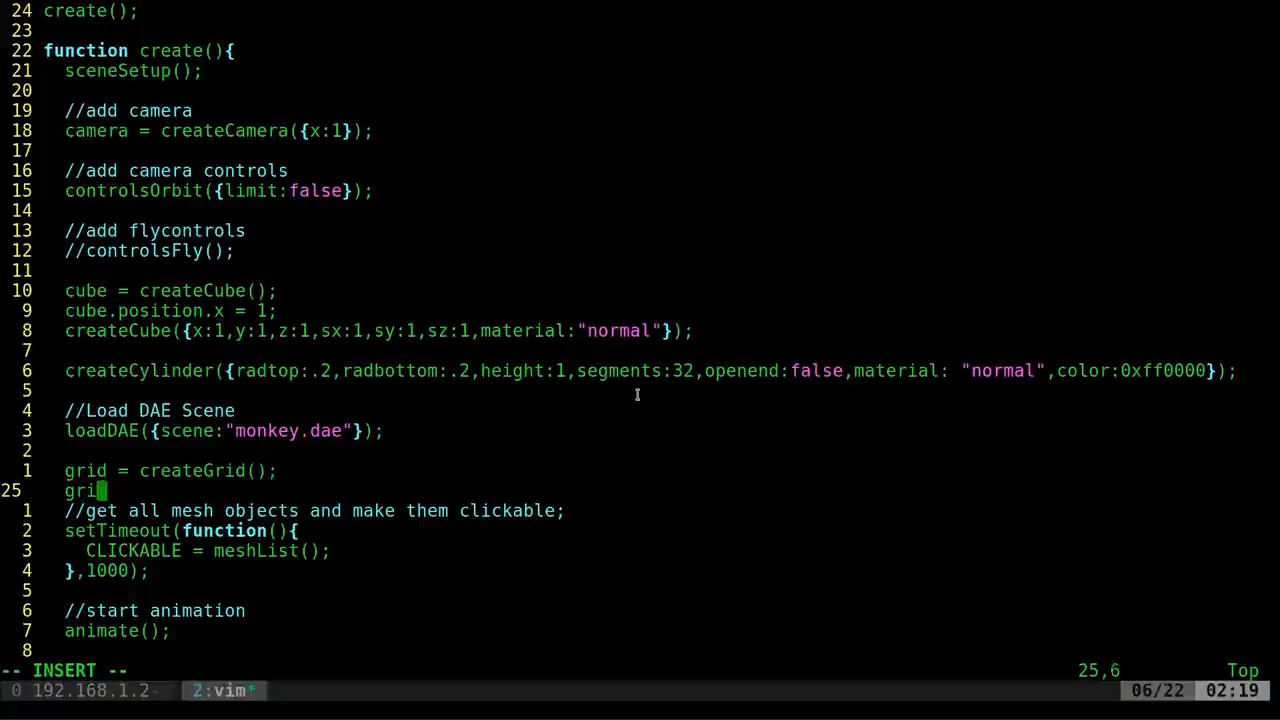 24 create();
23
22 function create(){
21   sceneSetup();
20
19   //add camera
18   camera = createCamera({x:1});
17
16   //add camera controls
15   controlsOrbit({limit:false});
14
13   //add flycontrols
12   //controlsFly();
11
10   cube = createCube();
9   cube.position.x = 1;
8   createCube({x:1,y:1,z:1,sx:1,sy:1,sz:1,material:"normal"});
7
6   createCylinder({radtop:.2,radbottom:.2,height:1,segments:32,openend:false,material: "normal",color:0xff0000});
5
4   //Load DAE Scene
3   loadDAE({scene:"monkey.dae"});
2
1   grid = createGrid();
25    gri
1   //get all mesh objects and make them clickable;
2   setTimeout(function(){
3     CLICKABLE = meshList();
4   },1000);
5
6   //start animation
7   animate();
8
-- INSERT -- 25,6 Top
0 192.168.1.2- 2:vim* 06/22 02:19